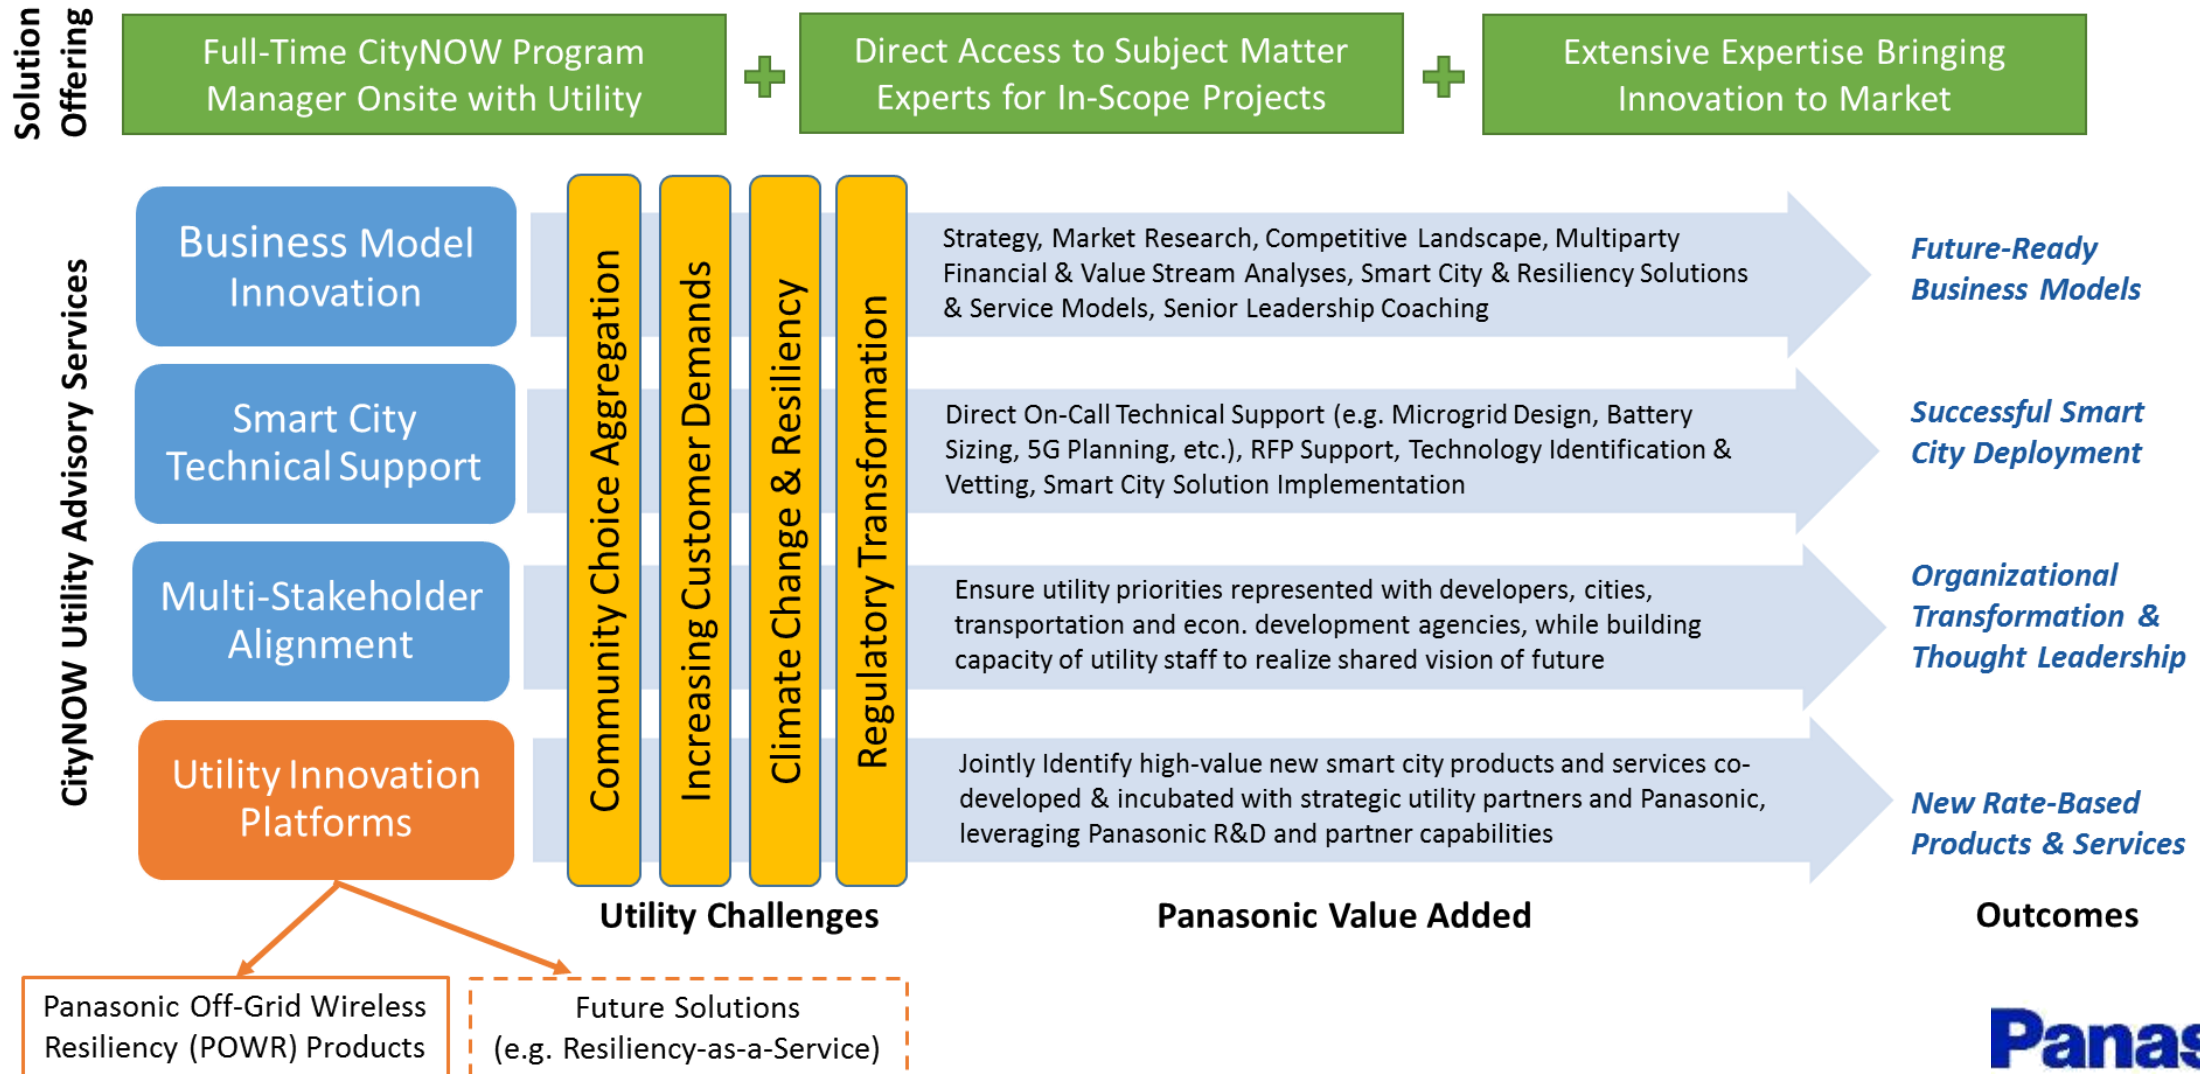 Solution
Offering
Full-Time CityNOW Program
Manager Onsite with Utility
Direct Access to Subject Matter
Experts for In-Scope Projects
Extensive Expertise Bringing
Innovation to Market
CityNOW Utility Advisory Services
Business Model
Innovation
Smart City
Technical Support
Multi-Stakeholder
Alignment
Utility Innovation
Platforms
Community Choice Aggregation
Increasing Customer Demands
Climate Change & Resiliency
Regulatory Transformation
Strategy, Market Research, Competitive Landscape, Multiparty
Financial & Value Stream Analyses, Smart City & Resiliency Solutions
& Service Models, Senior Leadership Coaching
Future-Ready
Business Models
Direct On-Call Technical Support (e.g. Microgrid Design, Battery
Sizing, 5G Planning, etc.), RFP Support, Technology Identification &
Vetting, Smart City Solution Implementation
Successful Smart
City Deployment
Ensure utility priorities represented with developers, cities,
transportation and econ. development agencies, while building
capacity of utility staff to realize shared vision of future
Organizational
Transformation &
Thought Leadership
Jointly Identify high-value new smart city products and services co-
developed & incubated with strategic utility partners and Panasonic,
leveraging Panasonic R&D and partner capabilities
New Rate-Based
Products & Services
Utility Challenges
Panasonic Value Added
Outcomes
Panasonic Off-Grid Wireless
Resiliency (POWR) Products
Future Solutions
(e.g. Resiliency-as-a-Service)
Panas